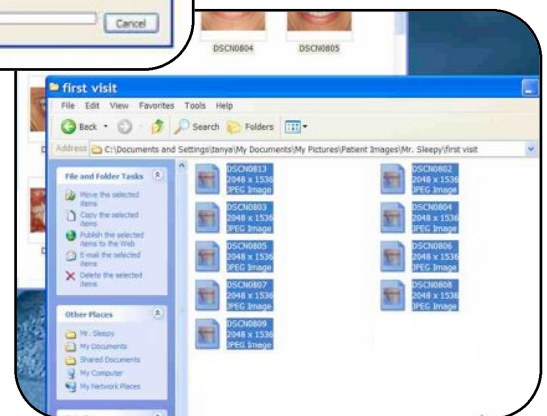 Cancel
DSCN0804 DSCN0805
first visit
File Edit View Favorites Tools Help
Back Search Folders
Address C:\Documents and Settings\tanya\My Documents\My Pictures\Patient Images\Mr. Sleepy\first visit
File and Folder Tasks
Move the selected
items
Copy the selected
items
Publish the selected
items to the Web
E-mail the selected
items
Delete the selected
items
Other Places
Mr. Sleepy
My Documents
Shared Documents
My Computer
My Network Places
DSCN0813
2048 x 1536
JPEG Image
DSCN0802
2048 x 1536
JPEG Image
DSCN0803
2048 x 1536
JPEG Image
DSCN0804
2048 x 1536
JPEG Image
DSCN0805
2048 x 1536
JPEG Image
DSCN0806
2048 x 1536
JPEG Image
DSCN0807
2048 x 1536
JPEG Image
DSCN0808
2048 x 1536
JPEG Image
DSCN0809
2048 x 1536
JPEG Image